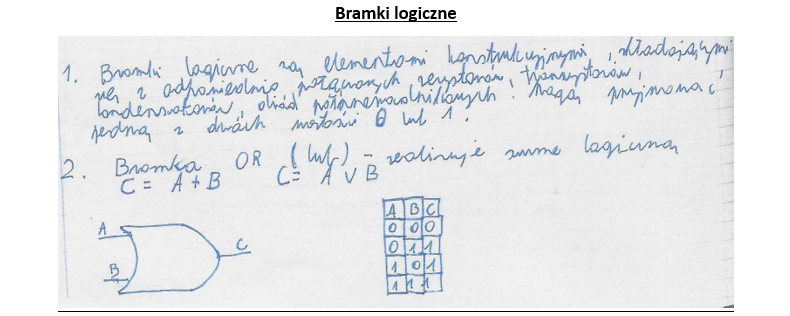 Bramki logiczne
1. Bramki logiczne są elementami konstrukcyjnymi, składającymi
się z odpowiednio połączonych rezystorów, tranzystorów,
kondensatorów, diod półprzewodnikowych. Mogą przyjmować
jedną z dwóch wartości 0 lub 1.
2. Bramka OR (lub) - realizuje sumę logiczną
C = A + B C = A ∨ B
A
B
C
A B C
0 0 0
0 1 1
1 0 1
1 1 1